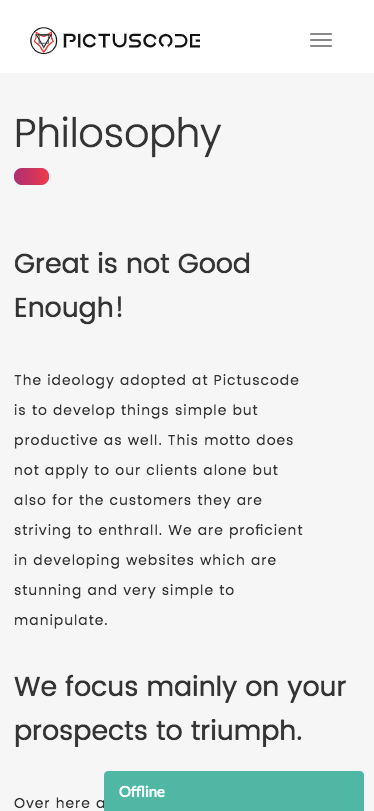 PICTUSCODE
Philosophy
Great is not Good
Enough!
The ideology adopted at Pictuscode
is to develop things simple but
productive as well. This motto does
not apply to our clients alone but
also for the customers they are
striving to enthrall. We are proficient
in developing websites which are
stunning and very simple to
manipulate.
We focus mainly on your
prospects to triumph.
Over here a
Offline